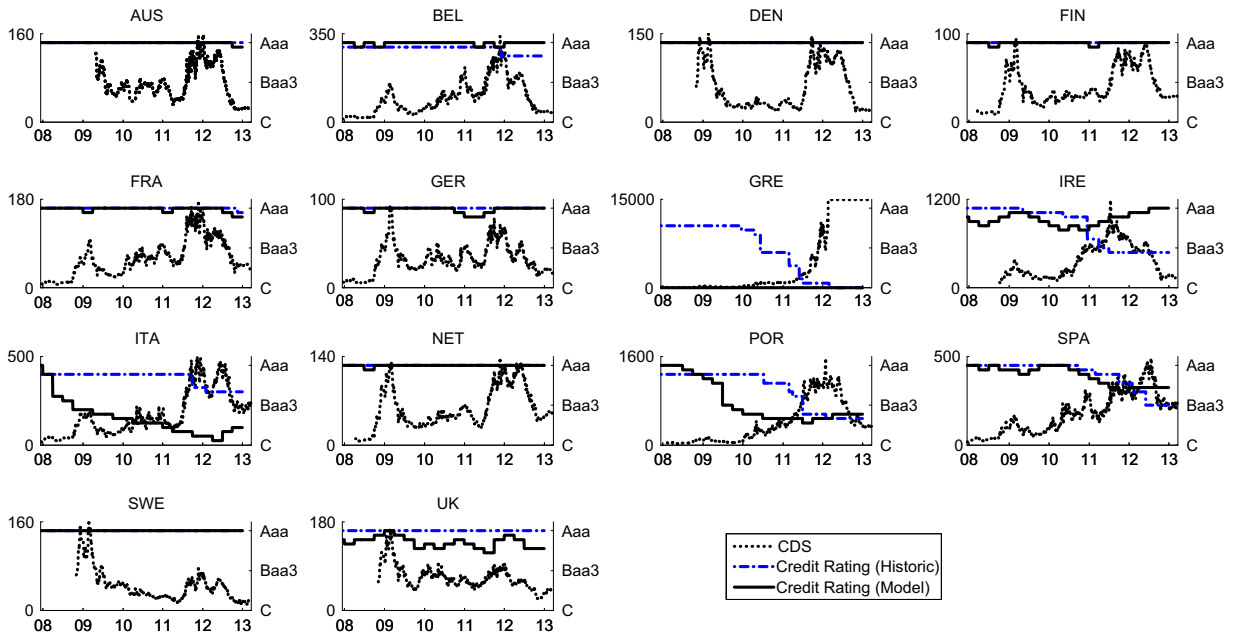 AUS BEL DEN FIN
160 Aaa 350 Aaa 150 Aaa 100 Aaa
Baa3 Baa3 Baa3 Baa3
0 C 0 C 0 C 0 C
08 09 10 11 12 13 08 09 10 11 12 13 08 09 10 11 12 13 08 09 10 11 12 13
FRA GER GRE IRE
180 Aaa 100 Aaa 15000 Aaa 1200 Aaa
Baa3 Baa3 Baa3 Baa3
0 C 0 C 0 C 0 C
08 09 10 11 12 13 08 09 10 11 12 13 08 09 10 11 12 13 08 09 10 11 12 13
ITA NET POR SPA
500 Aaa 140 Aaa 1600 Aaa 500 Aaa
Baa3 Baa3 Baa3 Baa3
0 C 0 C 0 C 0 C
08 09 10 11 12 13 08 09 10 11 12 13 08 09 10 11 12 13 08 09 10 11 12 13
SWE UK
160 Aaa 180 Aaa
Baa3 Baa3
0 C 0 C
08 09 10 11 12 13 08 09 10 11 12 13
CDS
Credit Rating (Historic)
Credit Rating (Model)